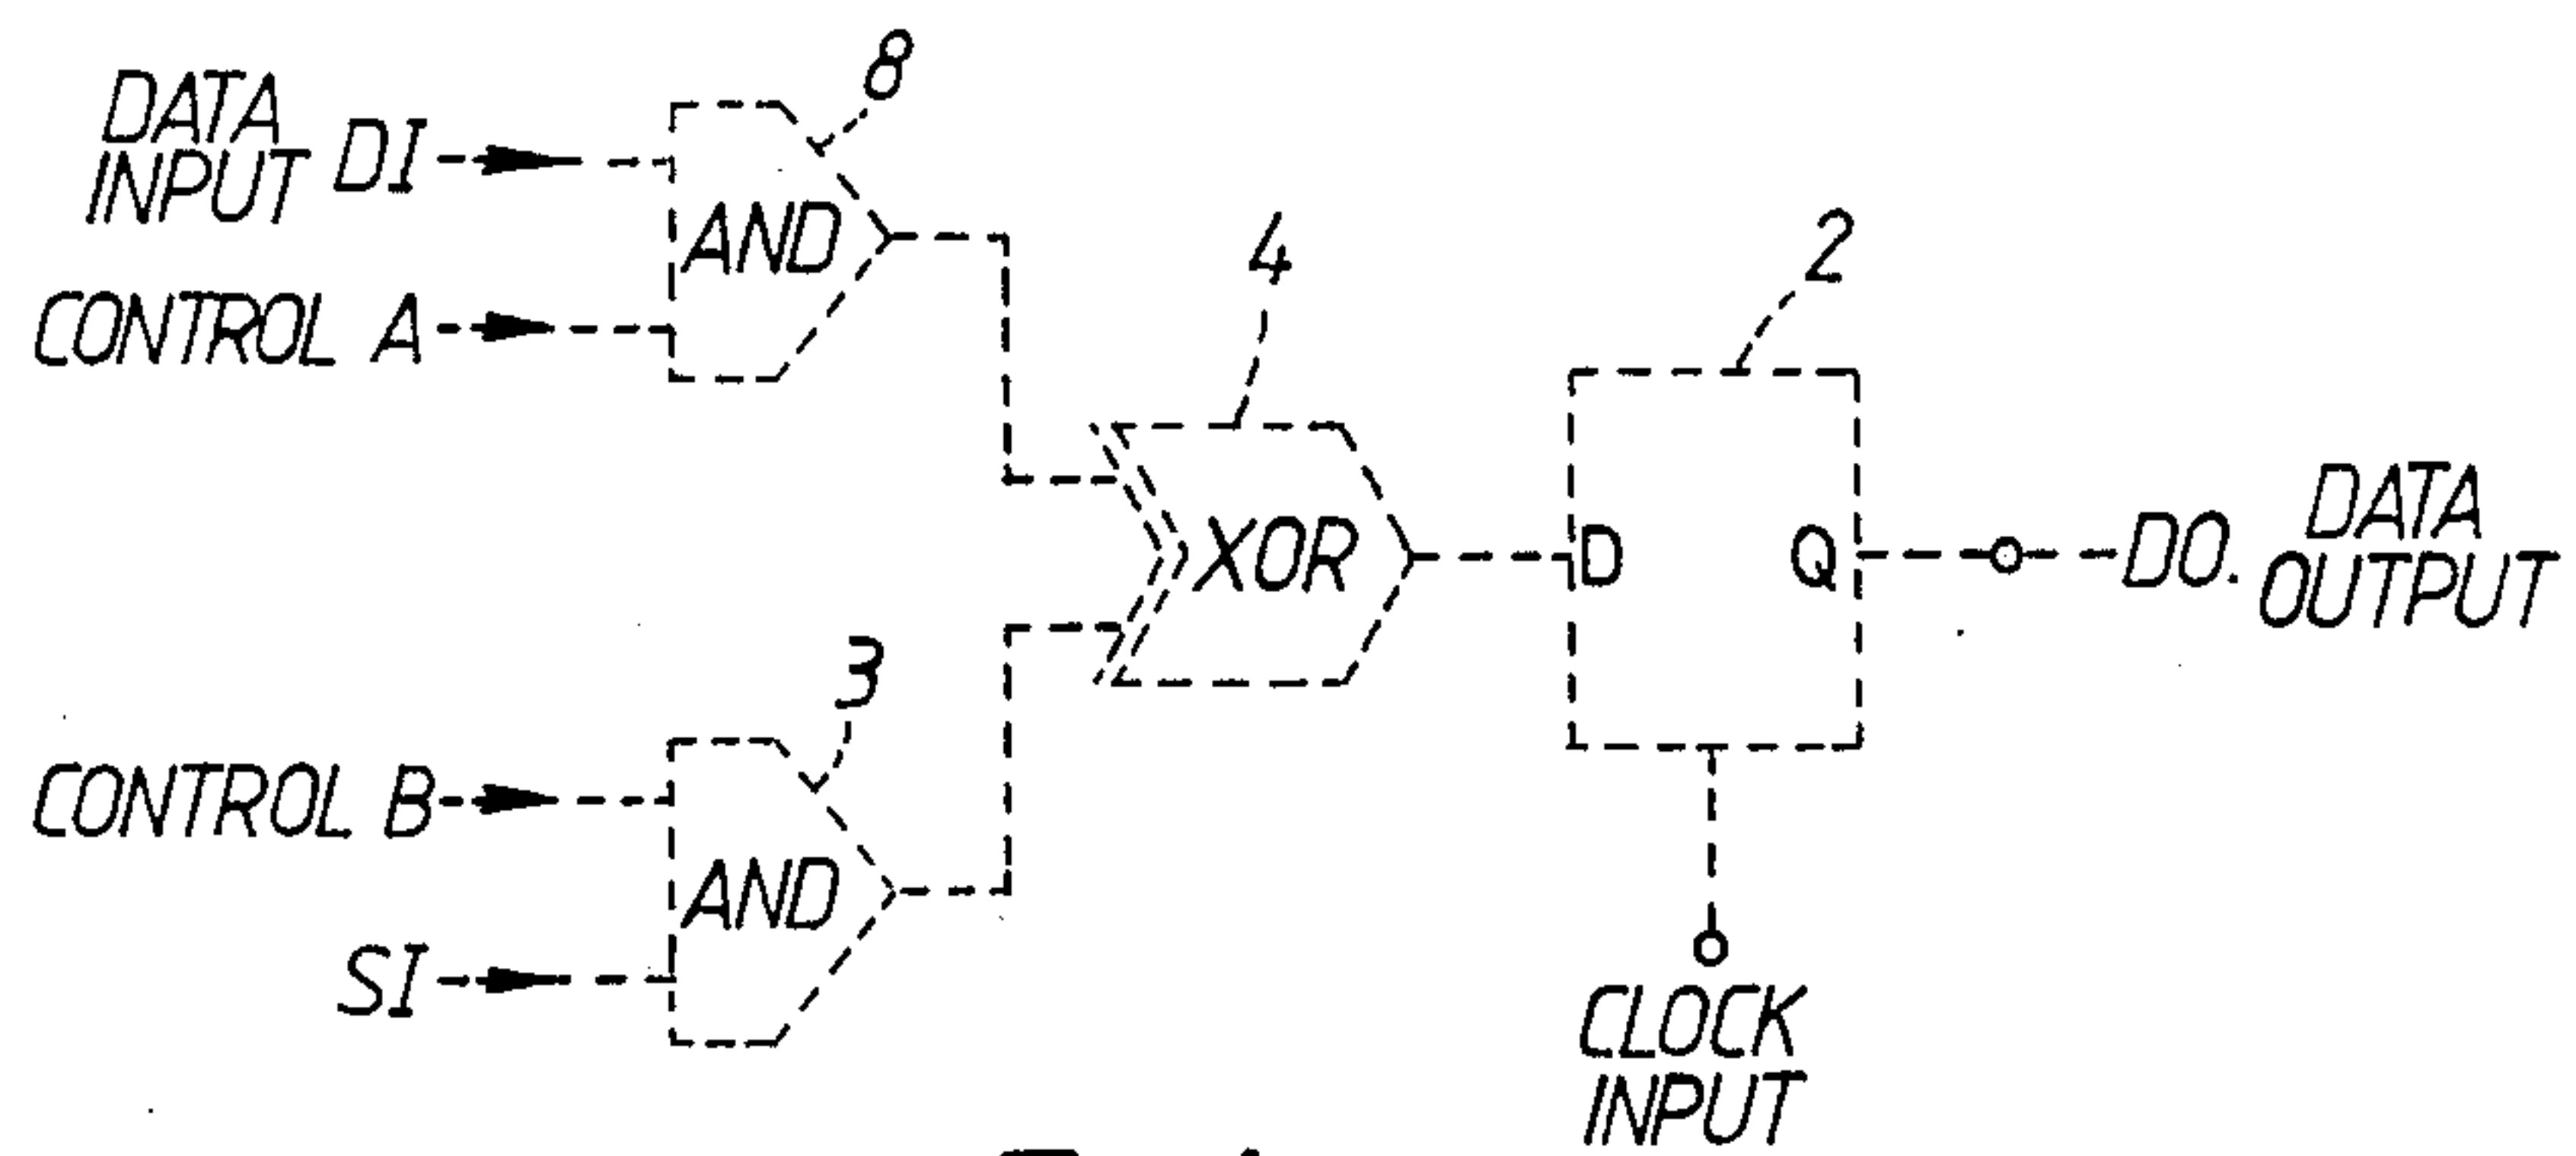 8
DATA
INPUT DI
AND
CONTROL A
4
2
XOR
D
Q
DO. DATA
OUTPUT
3
CONTROL B
AND
SI
CLOCK
INPUT